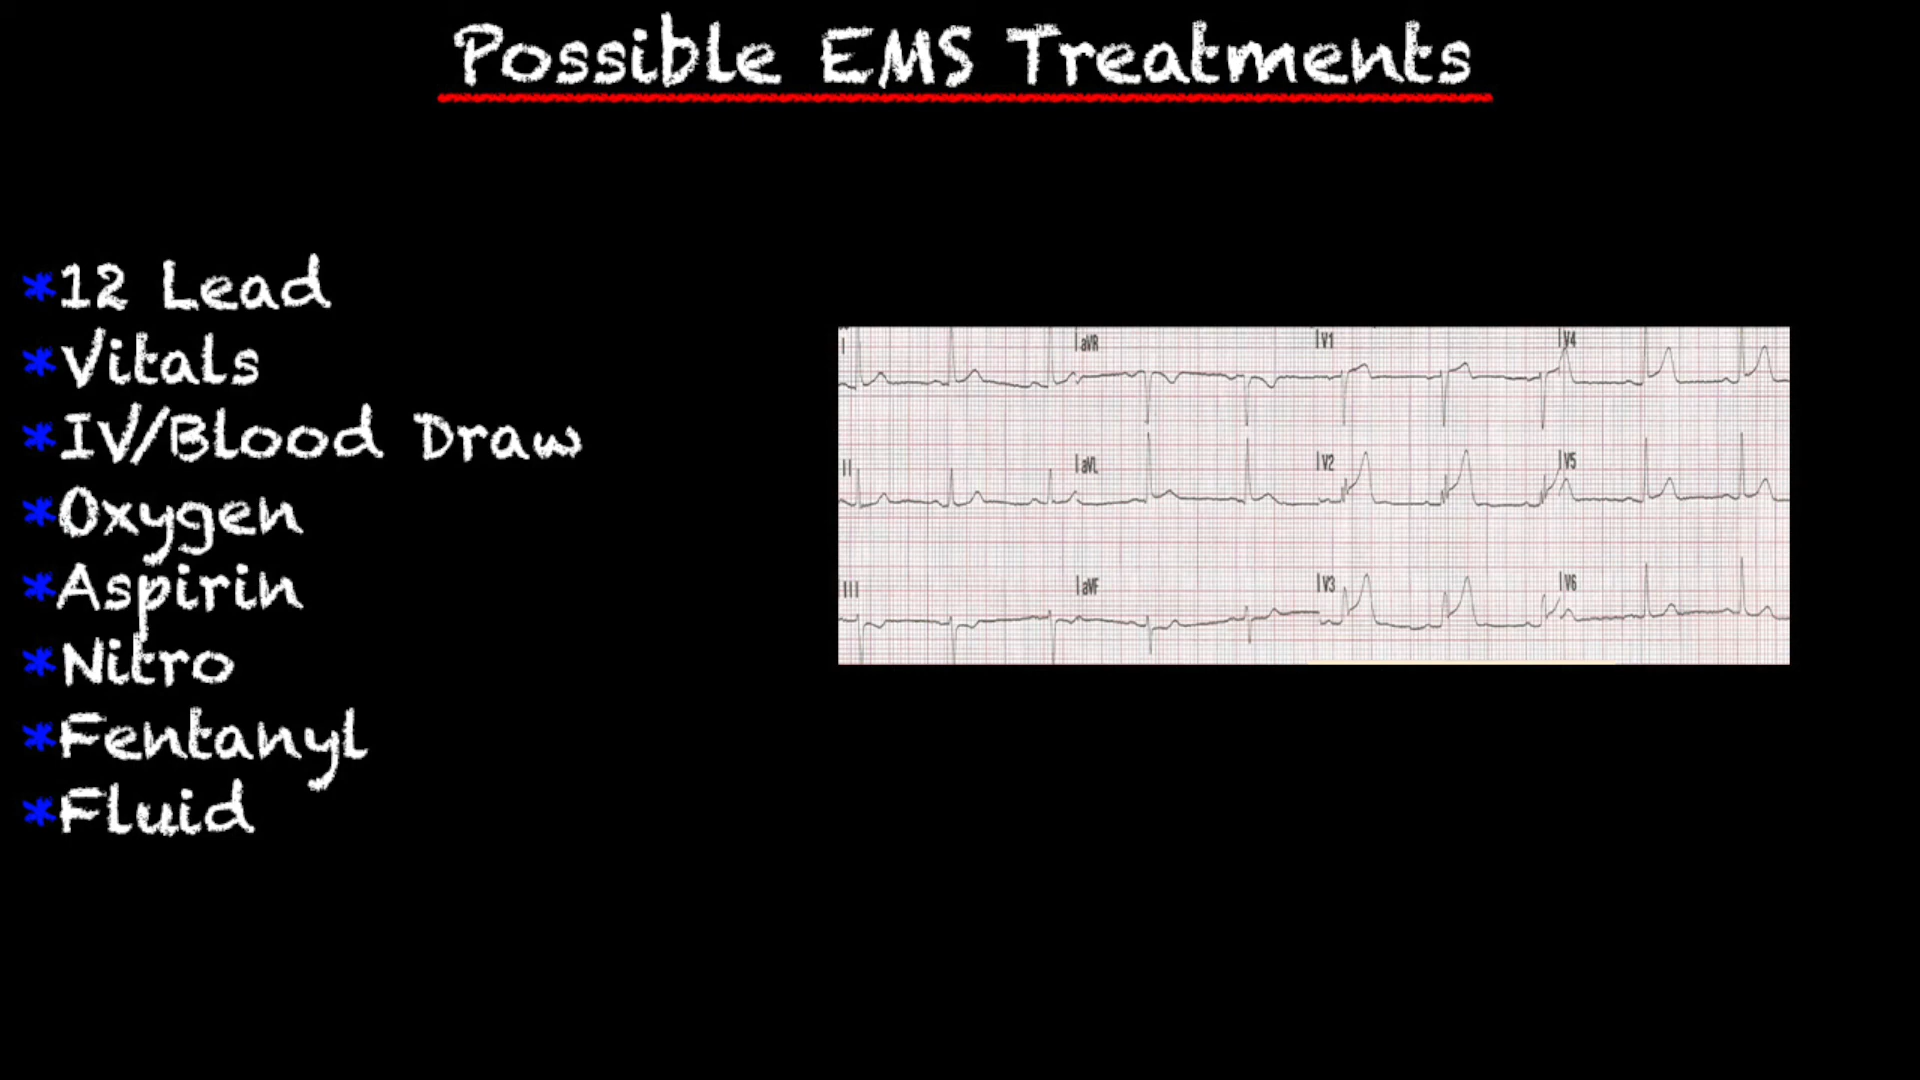 Possible EMS Treatments
*12 Lead
*Vitals
*IV/Blood Draw
*Oxygen
*Aspirin
*Nitro
*Fentanyl
*Fluid
I aVR V1 V4
II aVL V2 V5
III aVF V3 V6